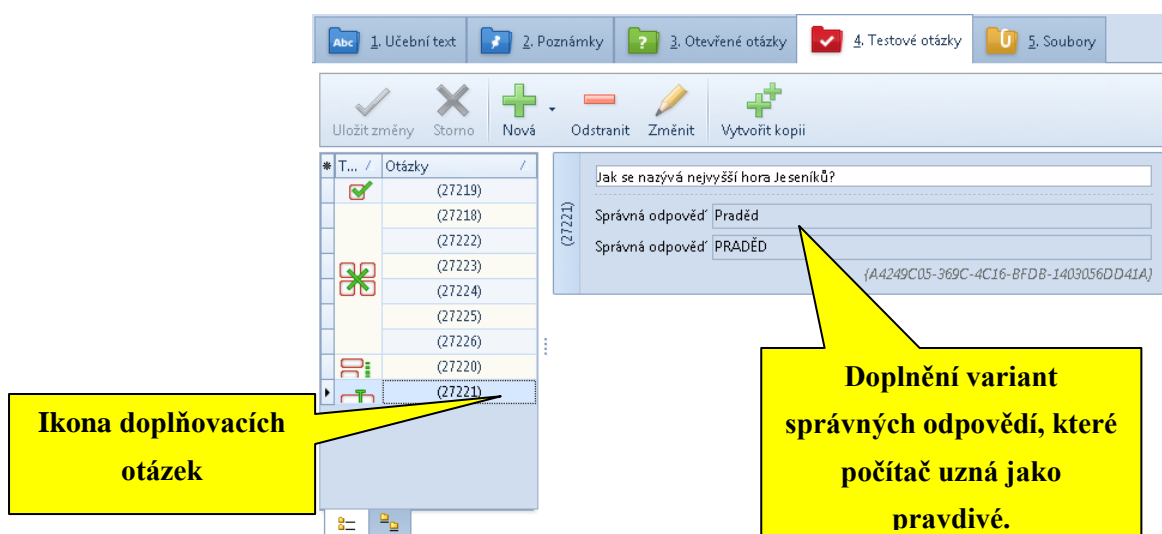 Abc 1. Učební text 2. Poznámky ? 3. Otevřené otázky 4. Testové otázky 5. Soubory
Uložit změny Storno Nová Odstranit Změnit Vytvořit kopii
T... / Otázky /
(27219)
(27218)
(27222)
(27223)
(27224)
(27225)
(27226)
(27220)
(27221)
(27221)
Jak se nazývá nejvyšší hora Jeseníků?
Správná odpověď Praděd
Správná odpověď PRADĚD
{A4249C05-369C-4C16-BFDB-1403056DD41A}
Ikona doplňovacích
otázek
Doplnění variant
správných odpovědí, které
počítač uzná jako
pravdivé.